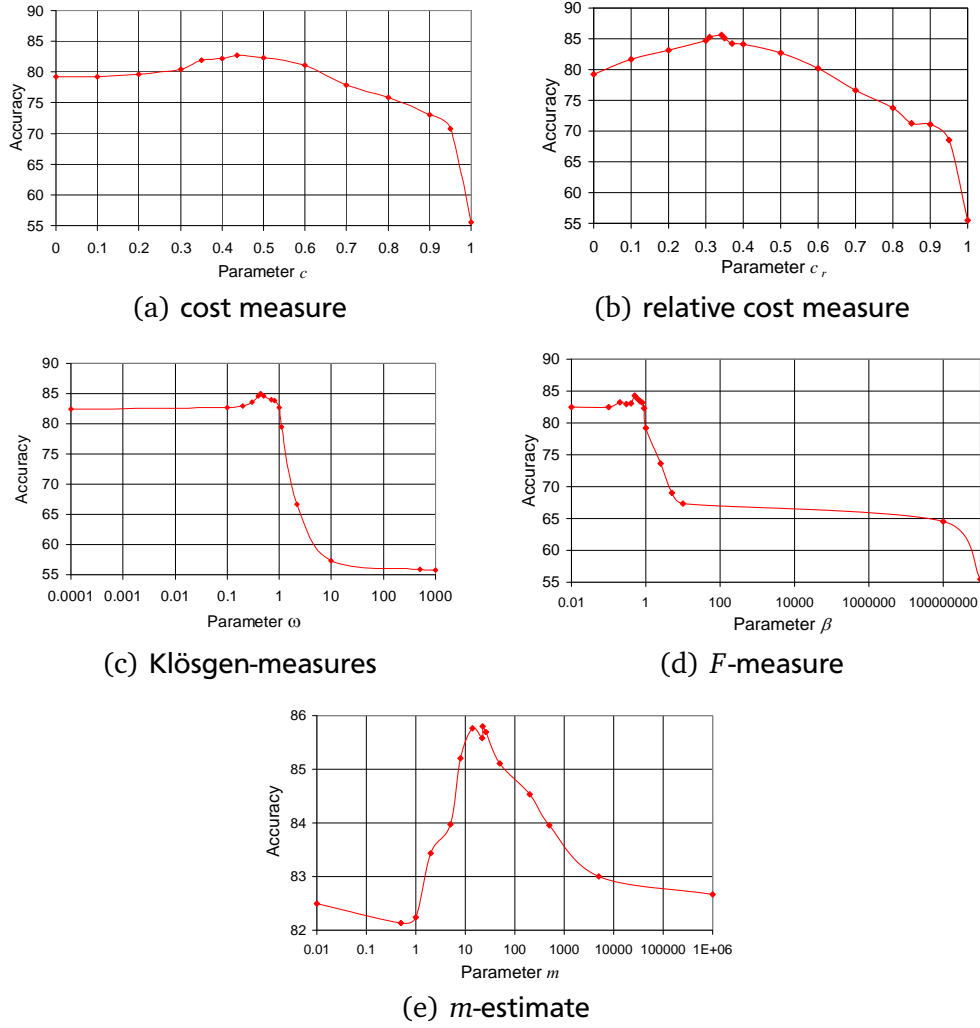 90
85
80
75
70
65
60
55
Accuracy
0 0.1 0.2 0.3 0.4 0.5 0.6 0.7 0.8 0.9 1
Parameter c
(a) cost measure
90
85
80
75
70
65
60
55
Accuracy
0 0.1 0.2 0.3 0.4 0.5 0.6 0.7 0.8 0.9 1
Parameter c r
(b) relative cost measure
90
85
80
75
70
65
60
55
Accuracy
0.0001 0.001 0.01 0.1 1 10 100 1000
Parameter ω
(c) Klösgen-measures
90
85
80
75
70
65
60
55
Accuracy
0.01 1 100 10000 1000000 100000000
Parameter β
(d) F-measure
86
85
84
83
82
Accuracy
0.01 0.1 1 10 100 1000 10000 100000 1E+06
Parameter m
(e) m-estimate